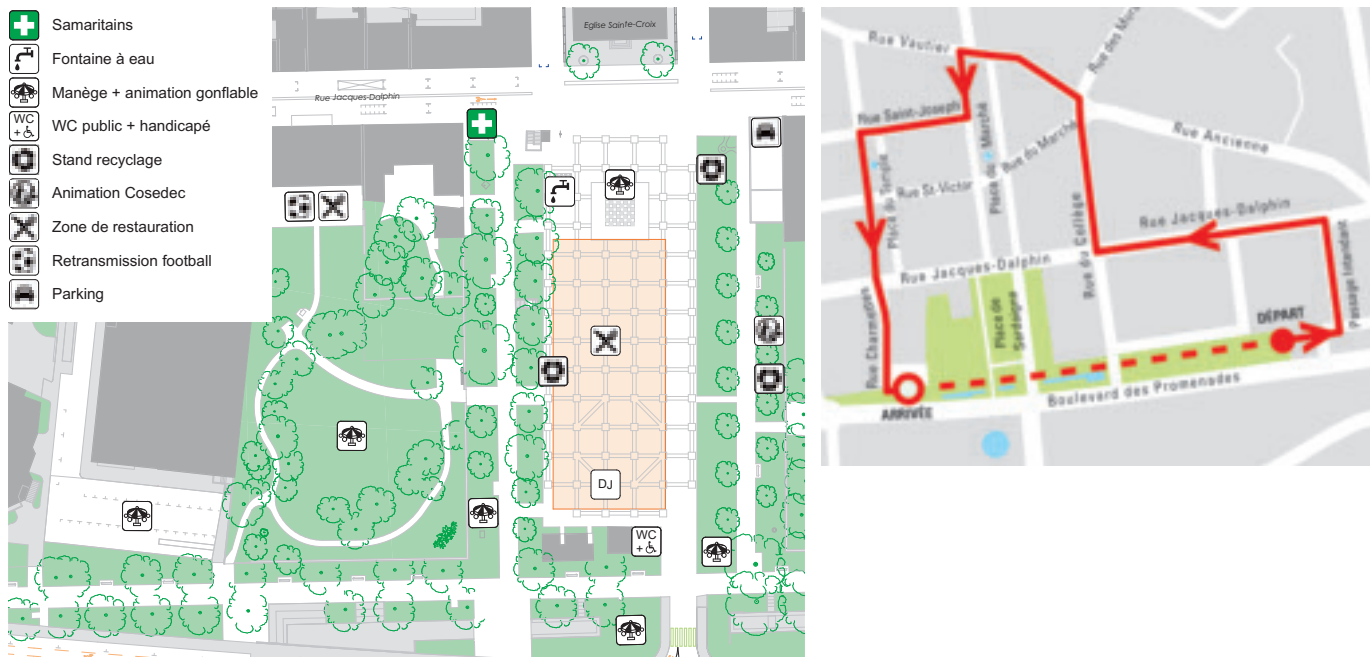 Samaritains
Fontaine à eau
Manège + animation gonflable
WC
+
WC public + handicapé
Stand recyclage
Animation Cosedec
Zone de restauration
Retransmission football
Parking
Eglise Sainte-Croix
Rue Jacques-Dalphin
DJ
WC
+
Rue Vautier
Rue des Mor
Rue Saint-Joseph
Place du Marché
Rue du Marché
Rue Ancienne
Place du Temple
Rue St-Victor
Rue Jacques-Dalphin
Rue du Collège
Rue Jacques-Dalphin
Passage Intendant
Place de
Sardaigne
Rue Charmettes
DÉPART
Boulevard des Promenades
ARRIVÉE